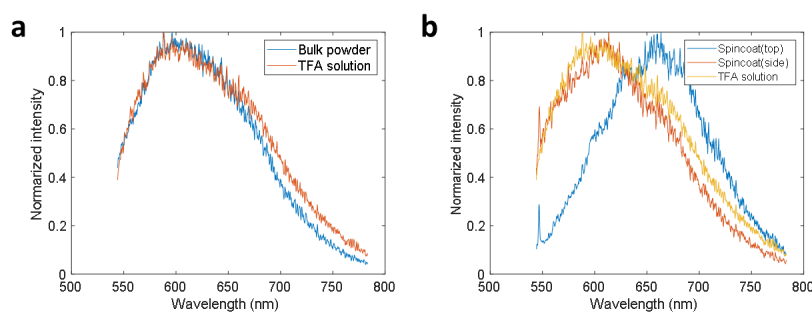 a
1
0.8
0.6
0.4
0.2
0
Normarized intensity
500 550 600 650 700 750 800
Wavelength (nm)
Bulk powder
TFA solution
b
1
0.8
0.6
0.4
0.2
0
Normarized intensity
500 550 600 650 700 750 800
Wavelength (nm)
Spincoat(top)
Spincoat(side)
TFA solution